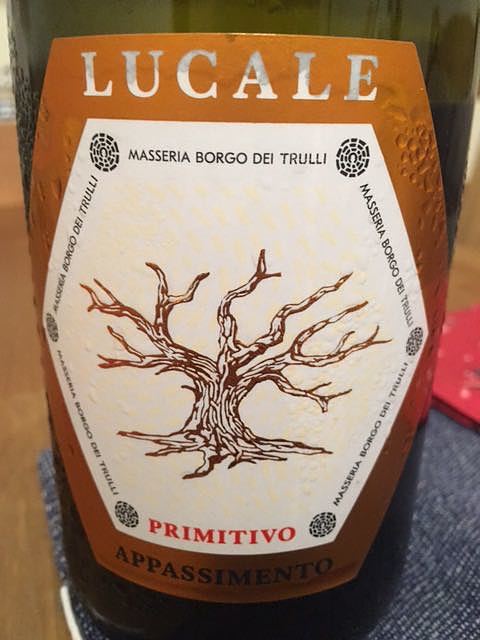 LUCALE
MASSERIA BORGO DEI TRULLI
MASSERIA BORGO DEI TRULLI
MASSERIA BORGO DEI TRULLI
MASSERIA BORGO DEI TRULLI
MASSERIA BORGO DEI TRULLI
PRIMITIVO
APPASSIMENTO